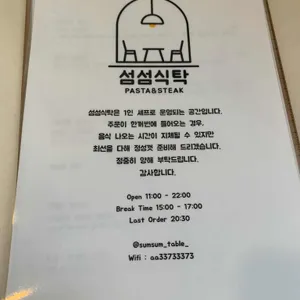 섬섬식탁
PASTA&STEAK
섬섬식탁은 1인 셰프로 운영되는 공간입니다.
주문이 한꺼번에 들어오는 경우,
음식 나오는 시간이 지체될 수 있지만
최선을 다해 정성껏 준비해 드리겠습니다.
정중히 양해 부탁드립니다.
감사합니다.
Open 11:00 - 22:00
Break Time 15:00 - 17:00
Last Order 20:30
@sumsum_table_
Wifi : aa33733373